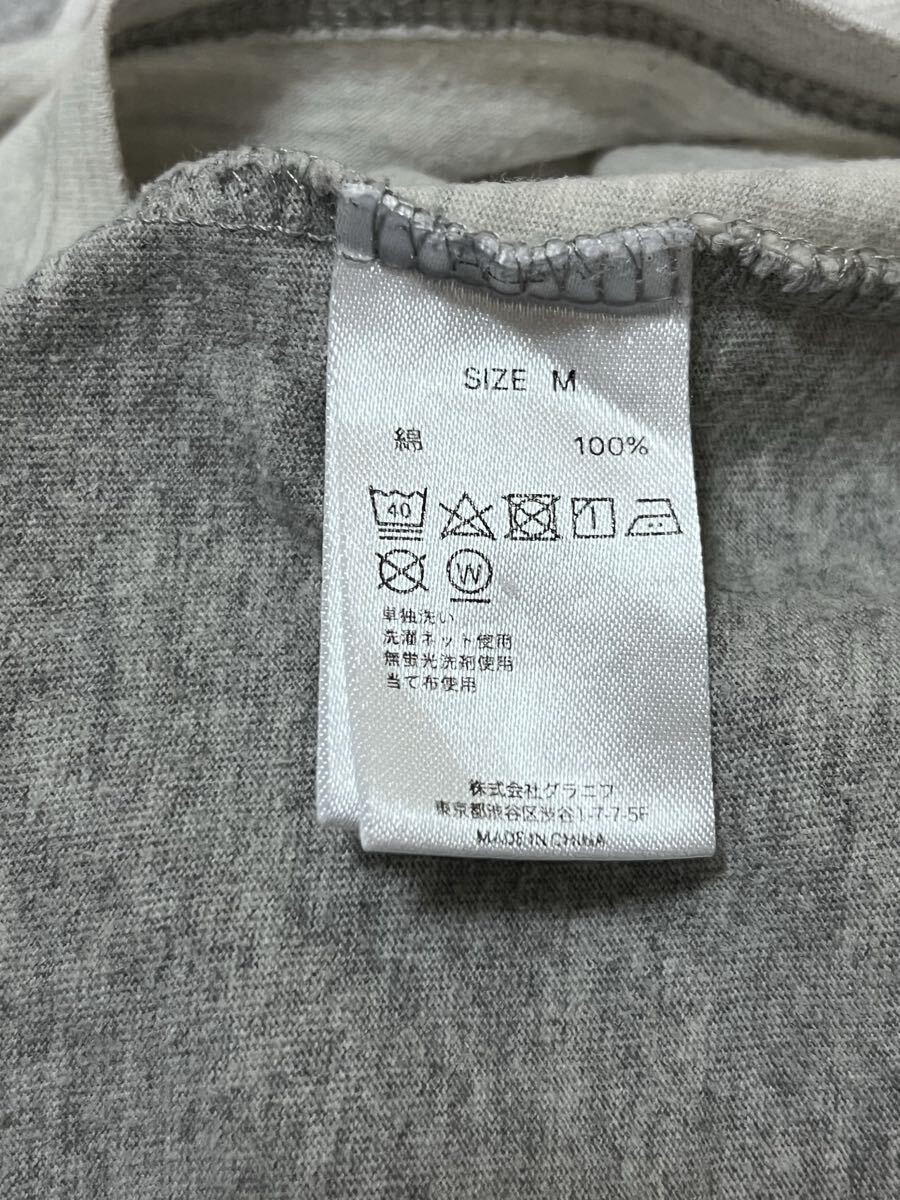 SIZE M
綿 100%
40
W
単独洗い
洗濯ネット使用
無蛍光洗剤使用
当て布使用
株式会社グラニフ
東京都渋谷区渋谷1-7-7-5F
MADE IN CHINA